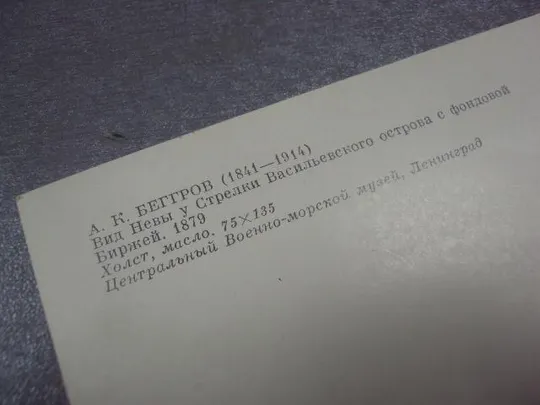 А. К. БЕГГРОВ (1841—1914)
Вид Невы у Стрелки Васильевского острова с фондовой
Биржей. 1879
Холст, масло. 75×135
Центральный Военно-морской музей, Ленинград